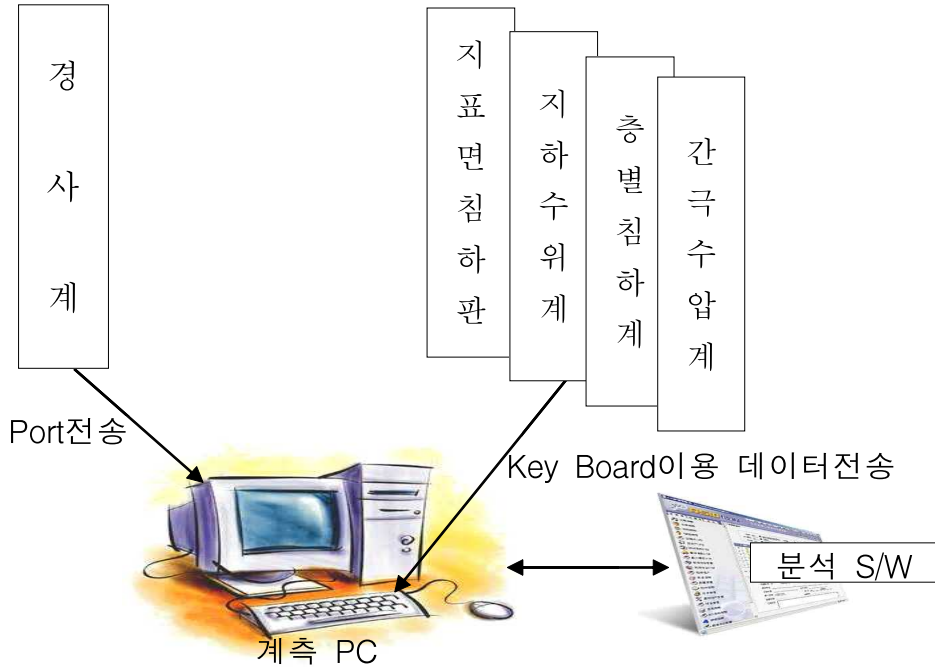 경사계
지표면침하판
지하수위계
층별침하계
간극수압계
Port전송
Key Board이용 데이터전송
분석 S/W
계측 PC